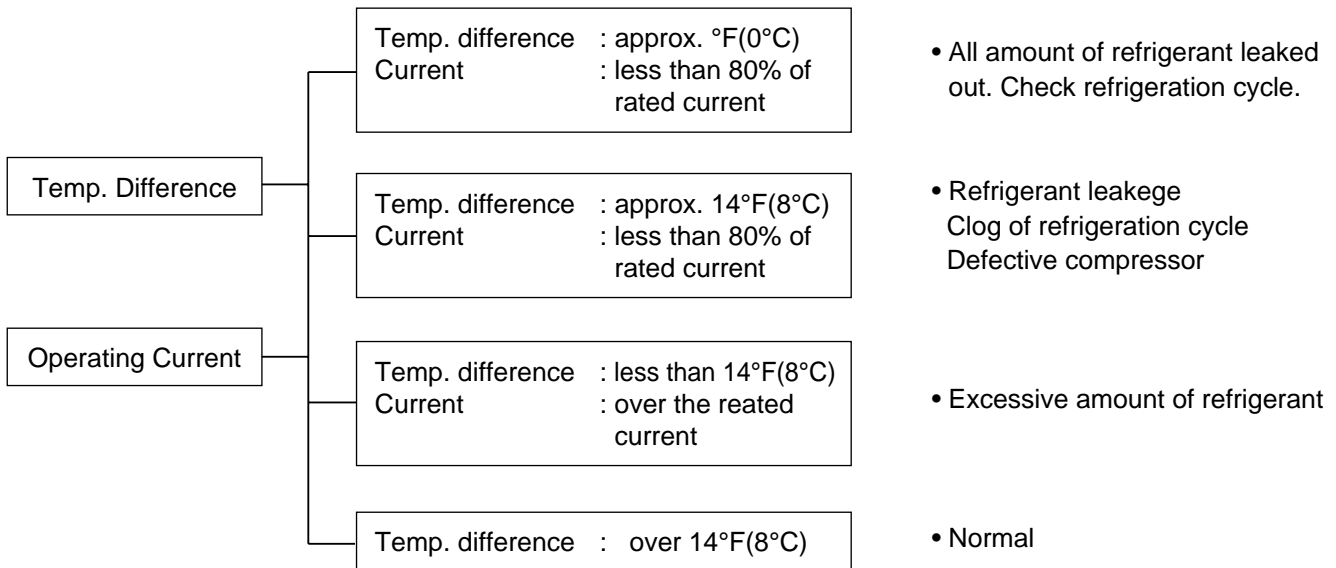 Temp. difference : approx. °F(0°C)
Current : less than 80% of
rated current
• All amount of refrigerant leaked
out. Check refrigeration cycle.
Temp. Difference
Temp. difference : approx. 14°F(8°C)
Current : less than 80% of
rated current
• Refrigerant leakege
Clog of refrigeration cycle
Defective compressor
Operating Current
Temp. difference : less than 14°F(8°C)
Current : over the reated
current
• Excessive amount of refrigerant
Temp. difference : over 14°F(8°C)
• Normal